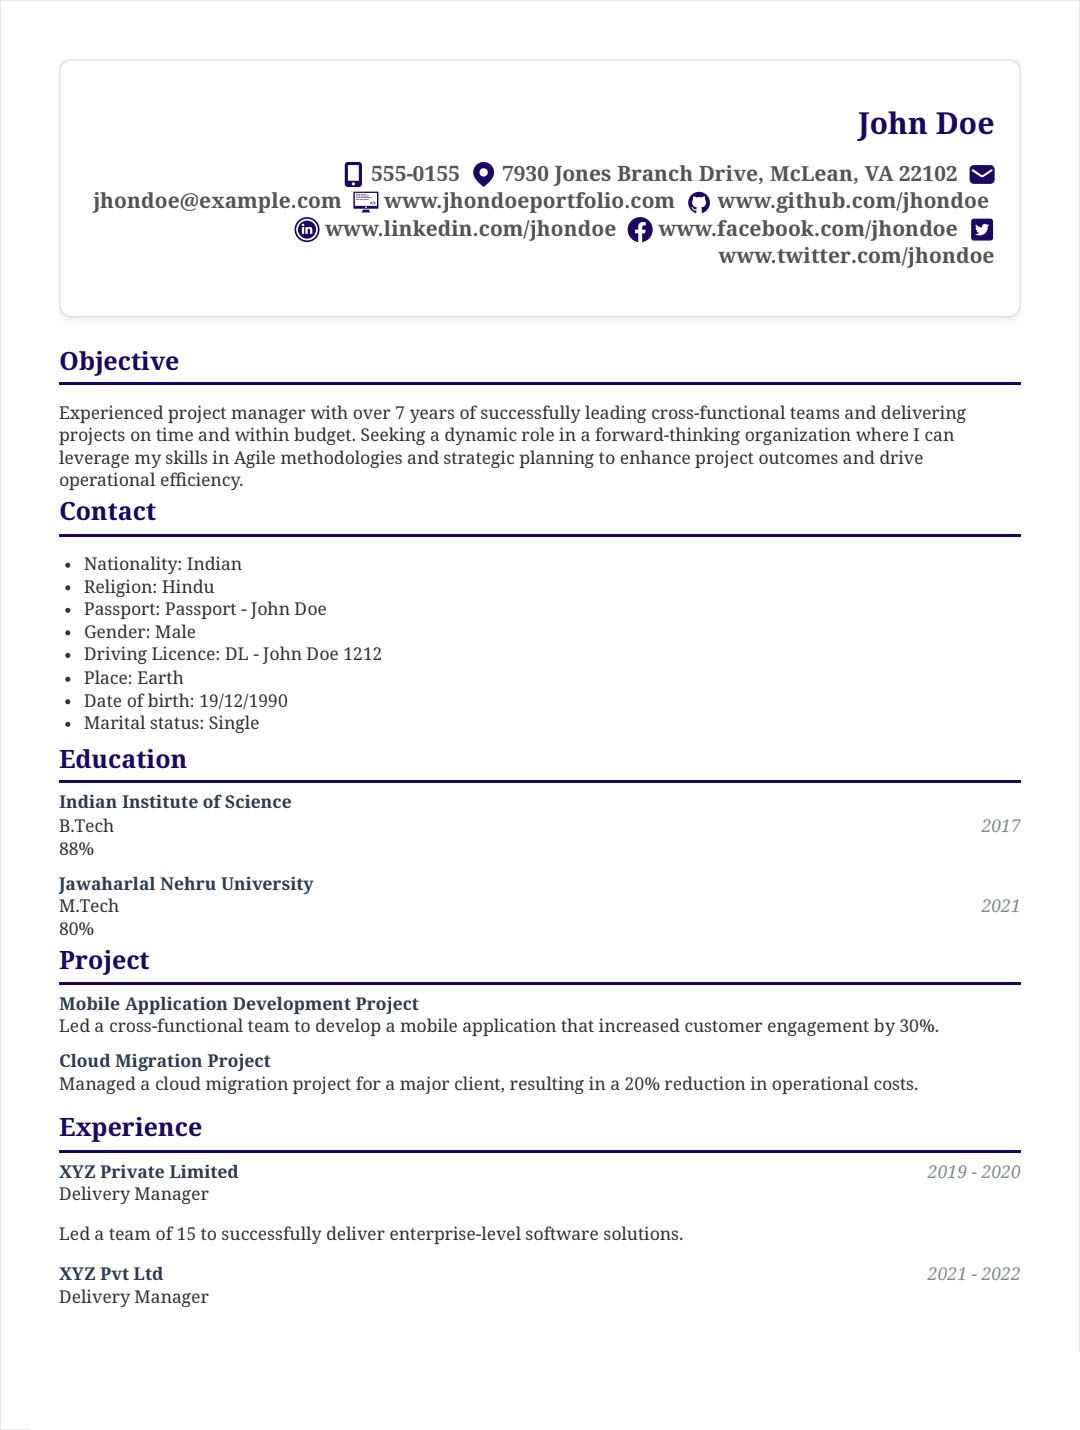 John Doe
555-0155 7930 Jones Branch Drive, McLean, VA 22102
jhondoe@example.com www.jhondoeportfolio.com www.github.com/jhondoe
www.linkedin.com/jhondoe www.facebook.com/jhondoe
www.twitter.com/jhondoe
Objective
Experienced project manager with over 7 years of successfully leading cross-functional teams and delivering
projects on time and within budget. Seeking a dynamic role in a forward-thinking organization where I can
leverage my skills in Agile methodologies and strategic planning to enhance project outcomes and drive
operational efficiency.
Contact
• Nationality: Indian
• Religion: Hindu
• Passport: Passport - John Doe
• Gender: Male
• Driving Licence: DL - John Doe 1212
• Place: Earth
• Date of birth: 19/12/1990
• Marital status: Single
Education
Indian Institute of Science
B.Tech 2017
88%
Jawaharlal Nehru University
M.Tech 2021
80%
Project
Mobile Application Development Project
Led a cross-functional team to develop a mobile application that increased customer engagement by 30%.
Cloud Migration Project
Managed a cloud migration project for a major client, resulting in a 20% reduction in operational costs.
Experience
XYZ Private Limited 2019 - 2020
Delivery Manager
Led a team of 15 to successfully deliver enterprise-level software solutions.
XYZ Pvt Ltd 2021 - 2022
Delivery Manager